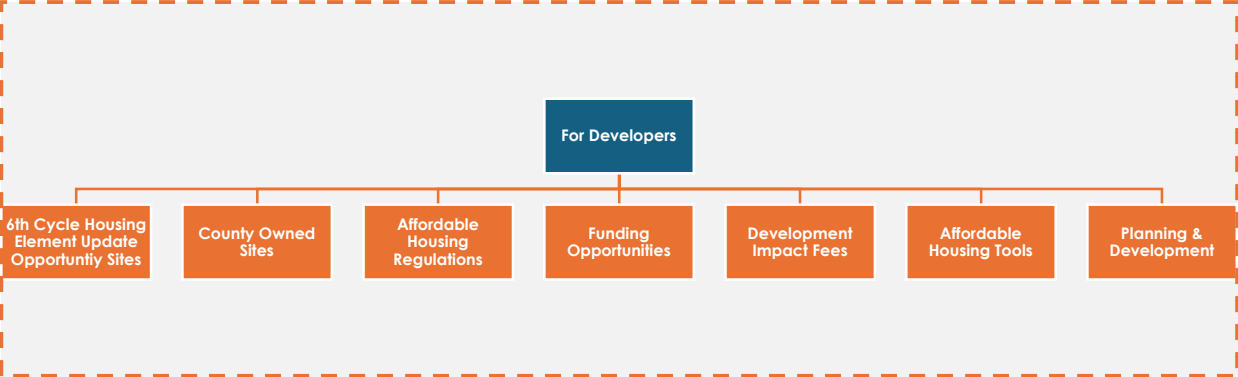 For Developers
6th Cycle Housing
Element Update
Opportuntiy Sites
County Owned
Sites
Affordable
Housing
Regulations
Funding
Opportunities
Development
Impact Fees
Affordable
Housing Tools
Planning &
Development